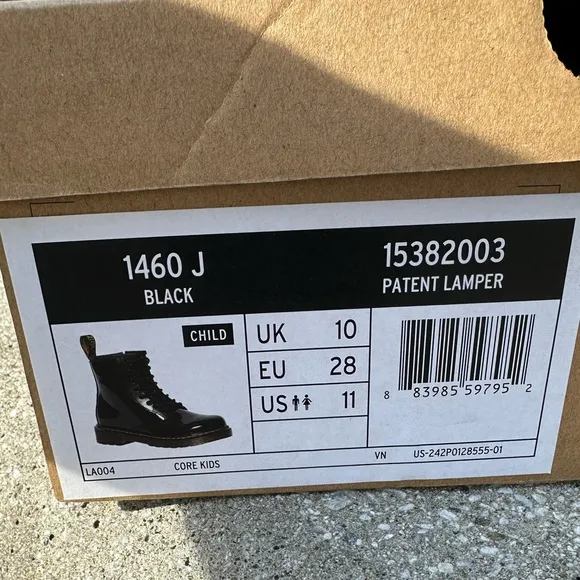 1460 J
BLACK
15382003
PATENT LAMPER
CHILD
UK 10
EU 28
US 11
8 83985 59795 2
LA004
CORE KIDS
VN
US-242P0128555-01